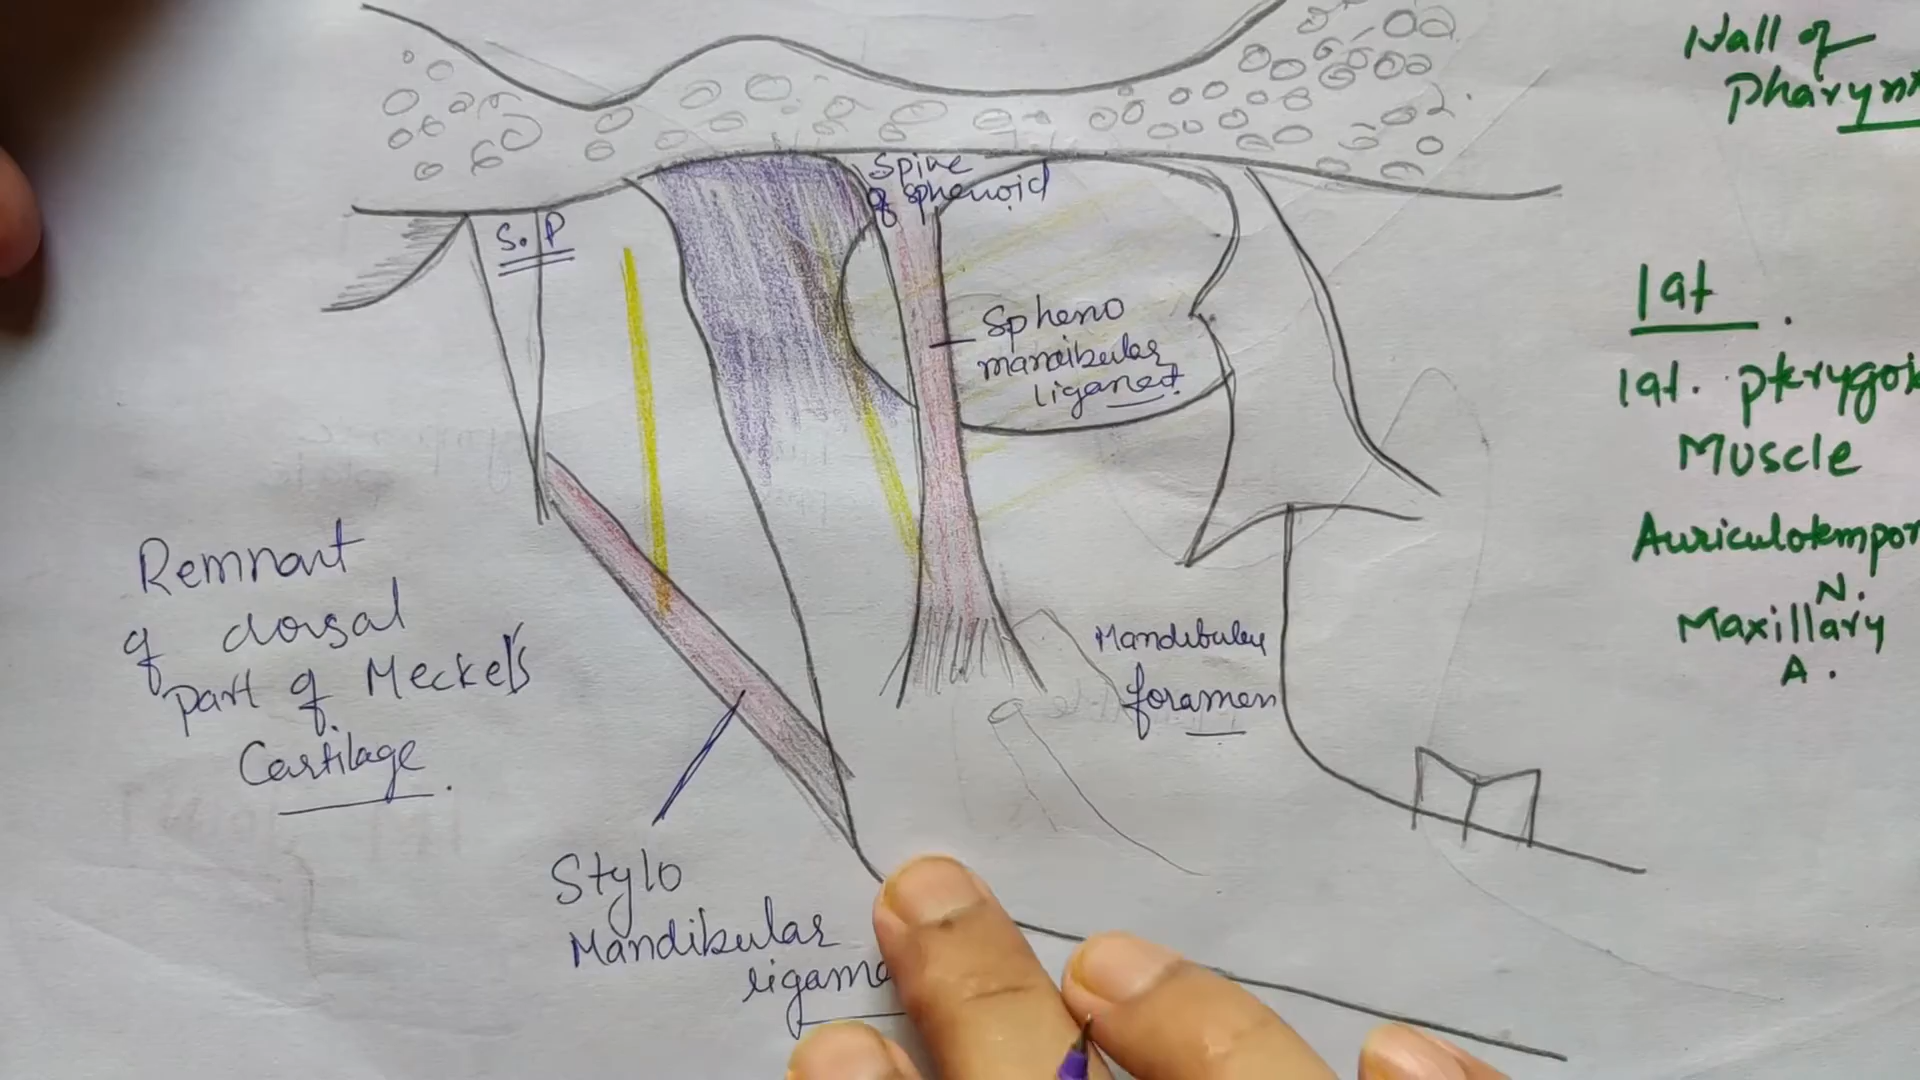 Wall of
Pharynx
Spine
of sphenoid
S.P
lat
Spheno
mandibular
ligament
lat. pterygoi
Muscle
Auriculotempor
N.
Maxillary
A.
Remnant
of dorsal
part of Meckel's
Cartilage
Mandibular
foramen
Stylo
Mandibular
ligame